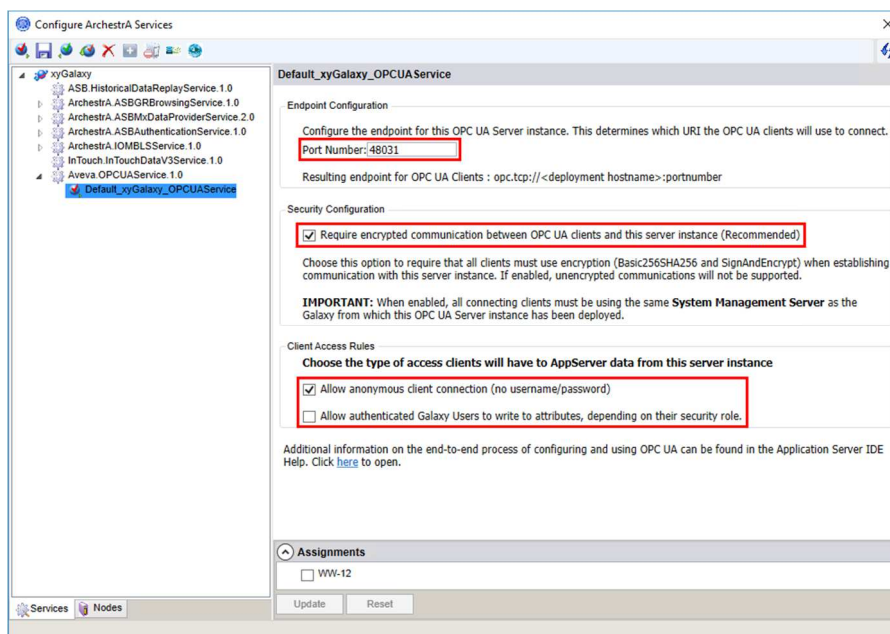 Configure ArchestrA Services
xyGalaxy
ASB.HistoricalDataReplayService.1.0
ArchestrA.ASBGRBrowsingService.1.0
ArchestrA.ASBMxDataProviderService.2.0
ArchestrA.ASBAuthenticationService.1.0
ArchestrA.IOMBLSService.1.0
InTouch.InTouchDataV3Service.1.0
Aveva.OPCUAService.1.0
Default_xyGalaxy_OPCUAService
Services
Nodes
Default_xyGalaxy_OPCUAService
Endpoint Configuration
Configure the endpoint for this OPC UA Server instance. This determines which URI the OPC UA clients will use to connect.
Port Number: 48031
Resulting endpoint for OPC UA Clients : opc.tcp://<deployment hostname>:portnumber
Security Configuration
Require encrypted communication between OPC UA clients and this server instance (Recommended)
Choose this option to require that all clients must use encryption (Basic256SHA256 and SignAndEncrypt) when establishing
communication with this server instance. If enabled, unencrypted communications will not be supported.
IMPORTANT: When enabled, all connecting clients must be using the same System Management Server as the
Galaxy from which this OPC UA Server instance has been deployed.
Client Access Rules
Choose the type of access clients will have to AppServer data from this server instance
Allow anonymous client connection (no username/password)
Allow authenticated Galaxy Users to write to attributes, depending on their security role.
Additional information on the end-to-end process of configuring and using OPC UA can be found in the Application Server IDE
Help. Click here to open.
Assignments
WW-12
Update
Reset